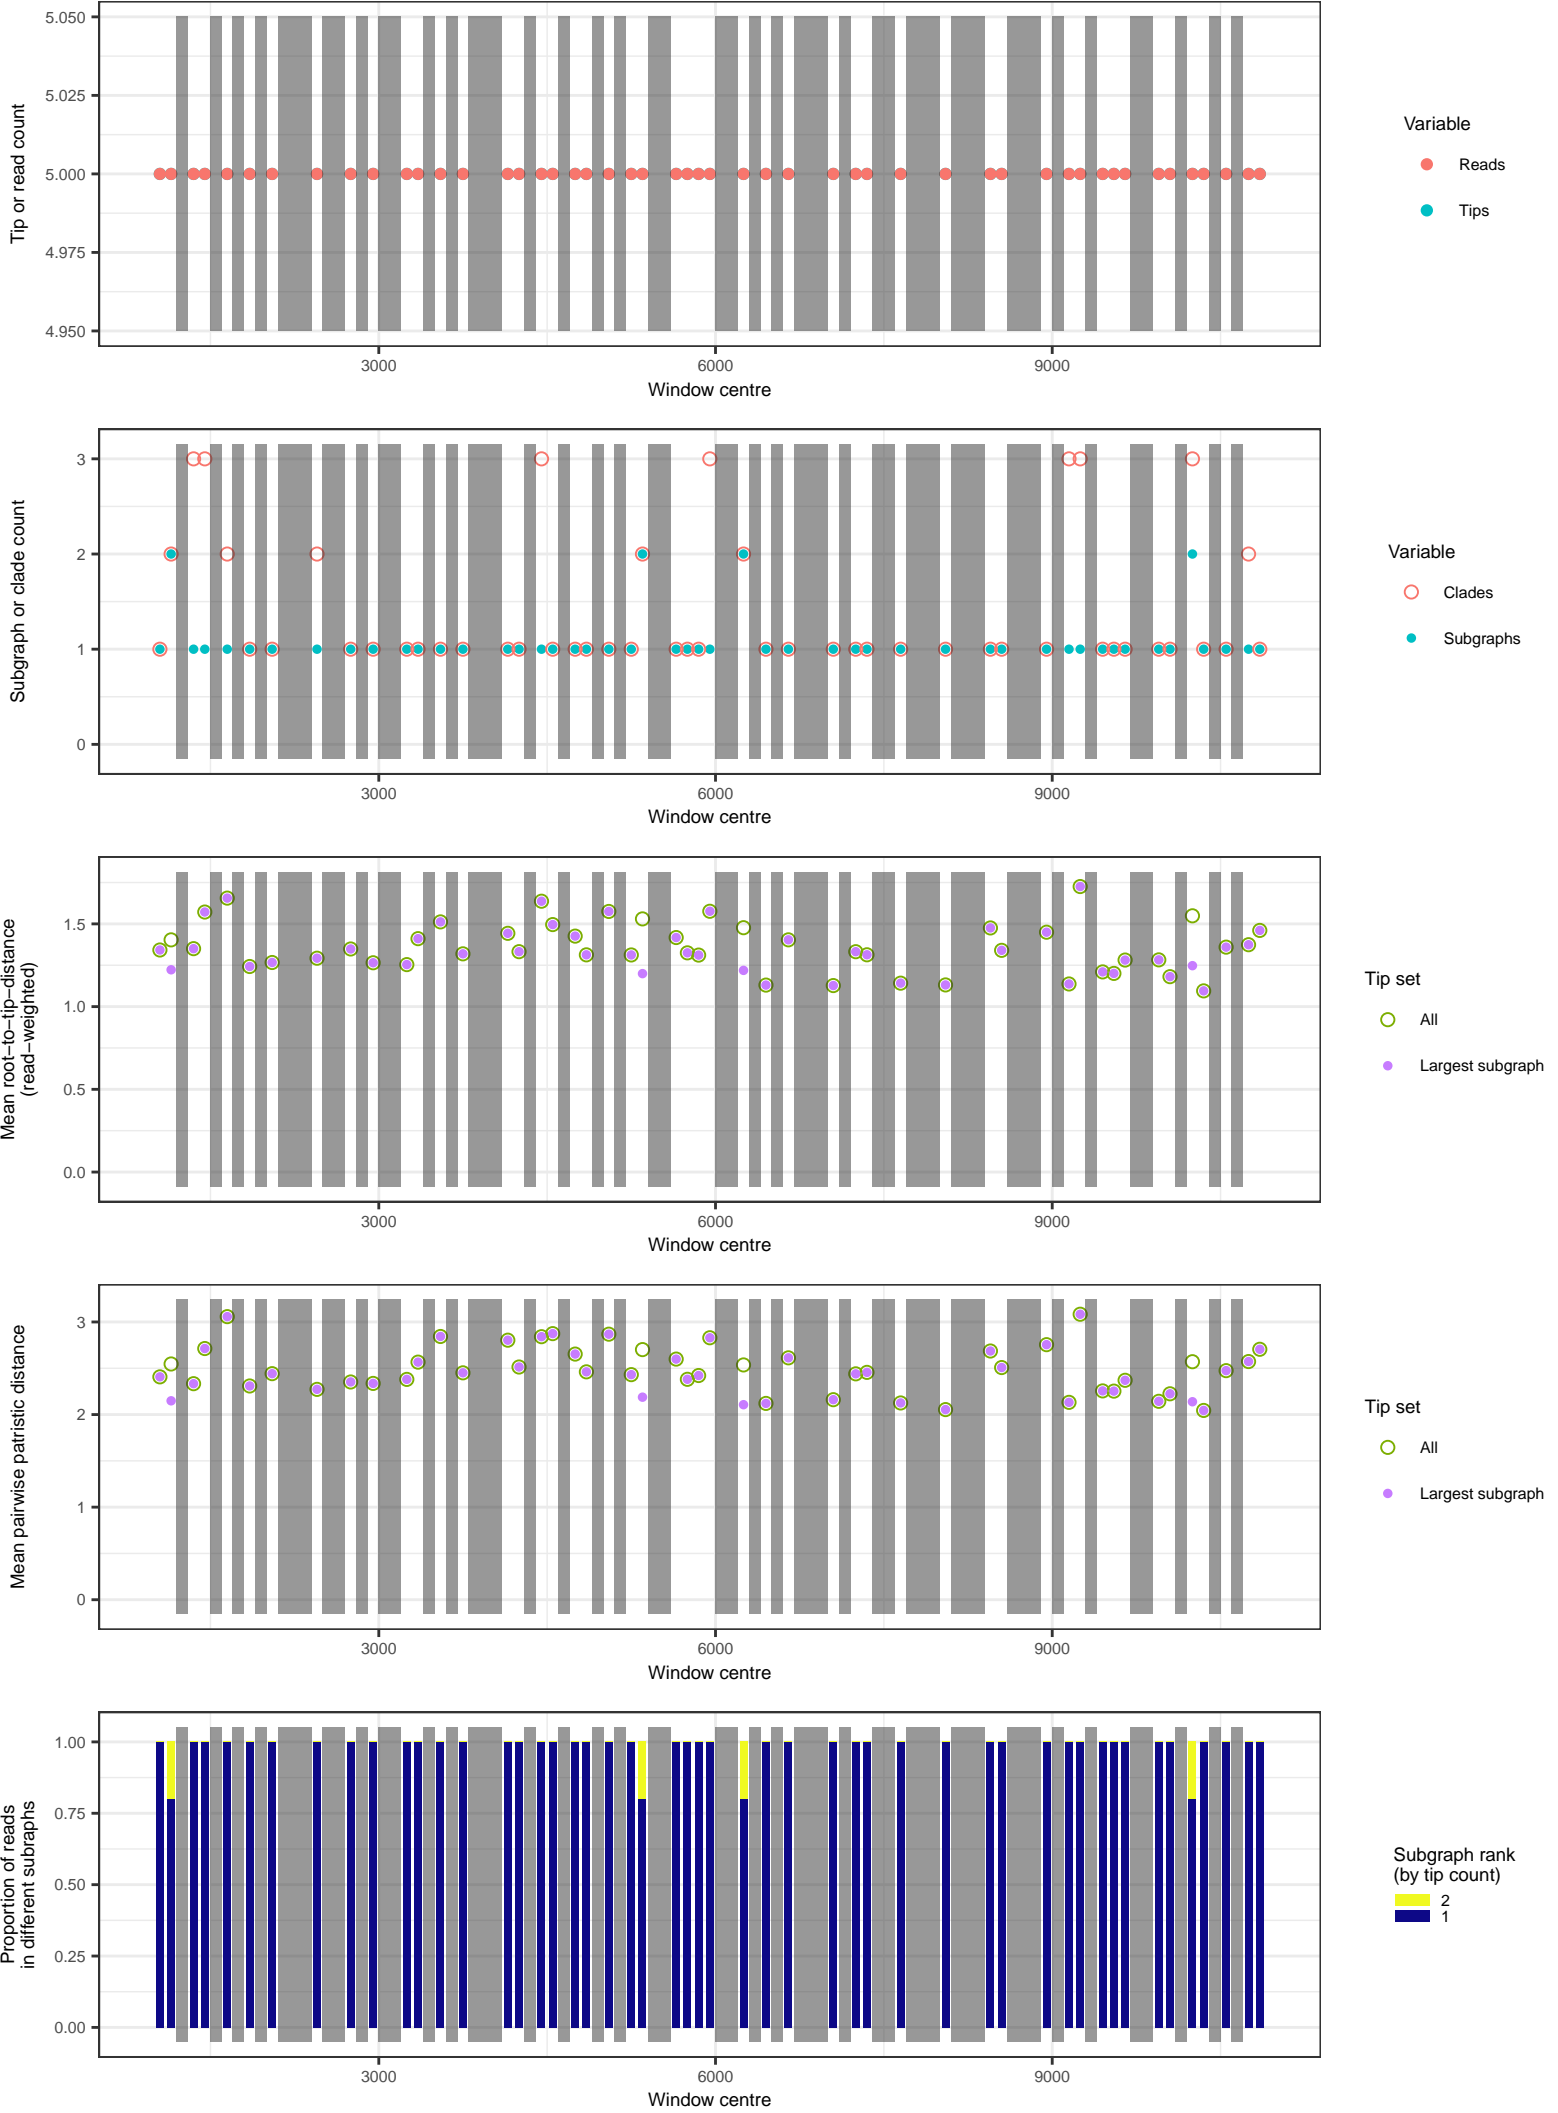 Tip or read count
5.050
5.025
5.000
4.975
4.950
3000 6000 9000
Window centre
Variable
Reads
Tips
Subgraph or clade count
3
2
1
0
3000 6000 9000
Window centre
Variable
Clades
Subgraphs
Mean root−to−tip−distance
(read−weighted)
1.5
1.0
0.5
0.0
3000 6000 9000
Window centre
Tip set
All
Largest subgraph
Mean pairwise patristic distance
3
2
1
0
3000 6000 9000
Window centre
Tip set
All
Largest subgraph
Proportion of reads
in different subraphs
1.00
0.75
0.50
0.25
0.00
3000 6000 9000
Window centre
Subgraph rank
(by tip count)
2
1